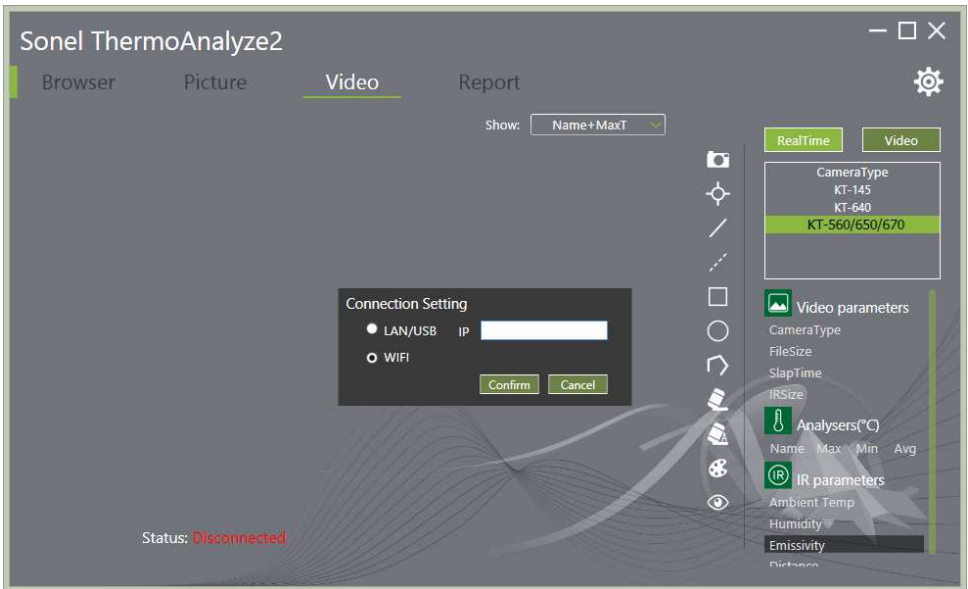 Sonel ThermoAnalyze2
Browser Picture Video Report
Show: Name+MaxT
RealTime Video
CameraType
KT-145
KT-640
KT-560/650/670
Connection Setting
LAN/USB IP
WIFI
Confirm Cancel
Video parameters
CameraType
FileSize
SlapTime
IRSize
Analysers(°C)
Name Max Min Avg
IR IR parameters
Ambient Temp
Humidity
Emissivity
Distance
Status: Disconnected